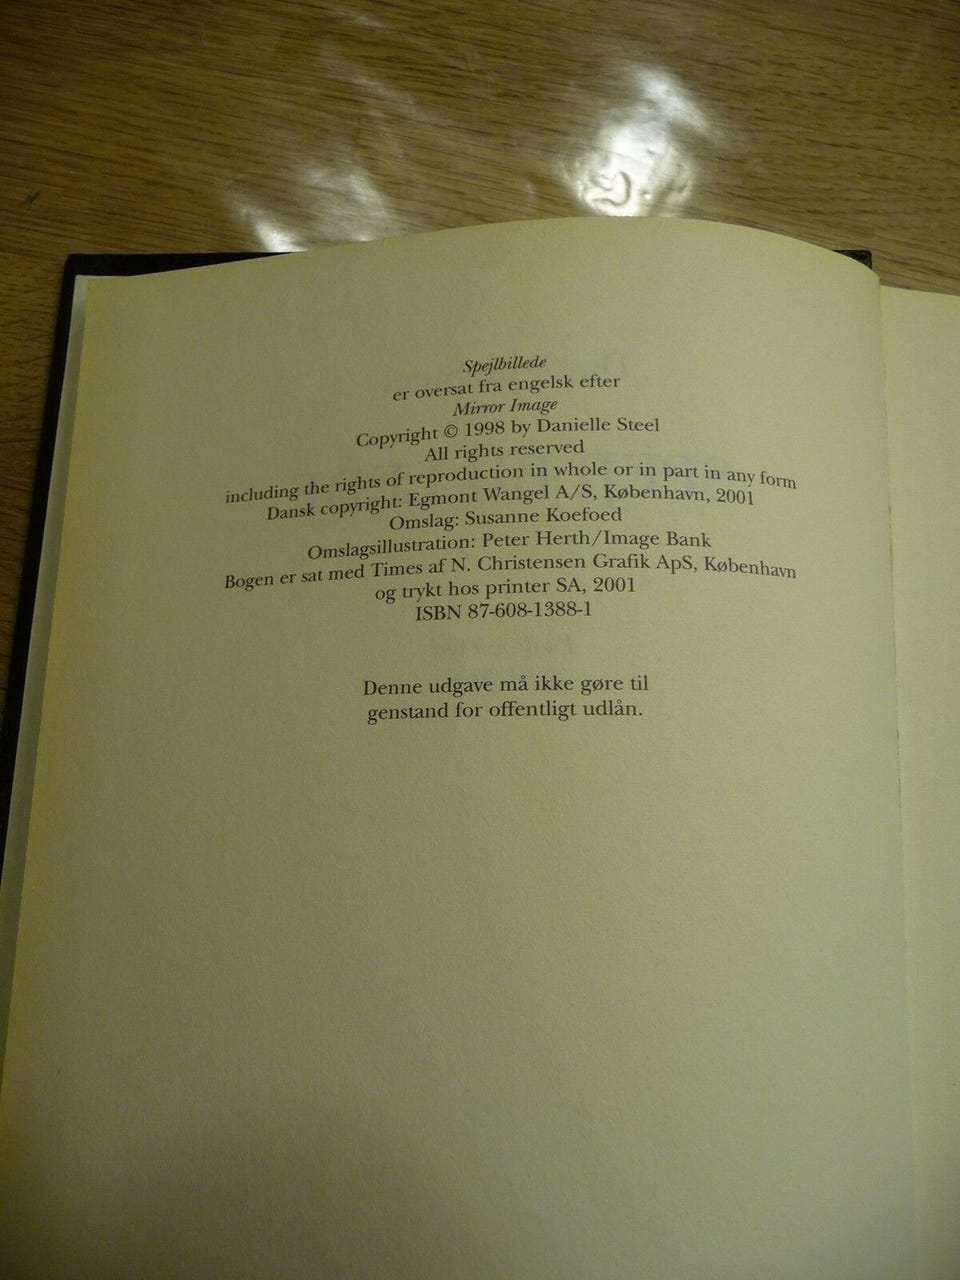 Spejlbillede
er oversat fra engelsk efter
Mirror Image
Copyright © 1998 by Danielle Steel
All rights reserved
including the rights of reproduction in whole or in part in any form
Dansk copyright: Egmont Wangel A/S, København, 2001
Omslag: Susanne Koefoed
Omslagsillustration: Peter Herth/Image Bank
Bogen er sat med Times af N. Christensen Grafik ApS, København
og trykt hos printer SA, 2001
ISBN 87-608-1388-1
Denne udgave må ikke gøre til
genstand for offentligt udlån.